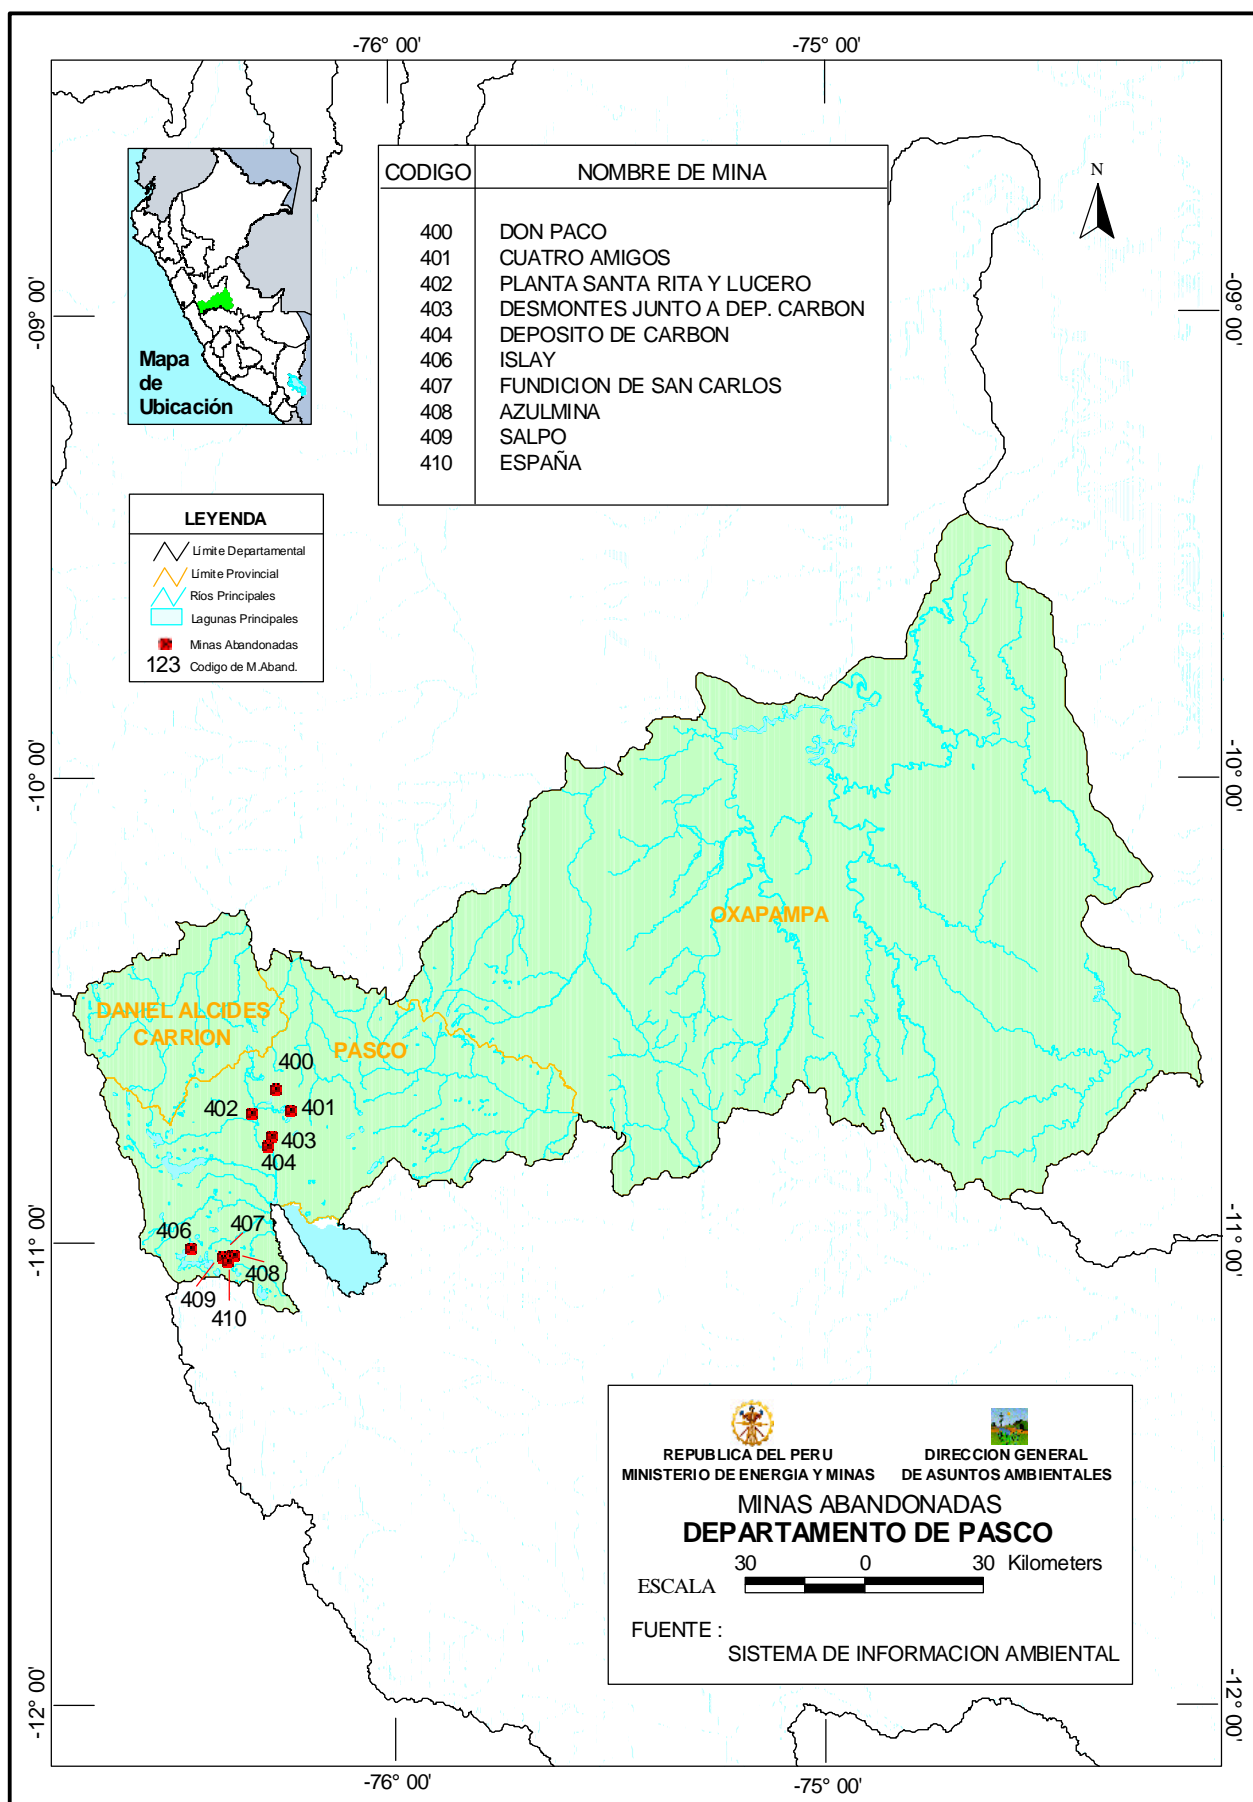 -76° 00'
-75° 00'
CODIGO NOMBRE DE MINA
400 DON PACO
401 CUATRO AMIGOS
402 PLANTA SANTA RITA Y LUCERO
403 DESMONTES JUNTO A DEP. CARBON
404 DEPOSITO DE CARBON
406 ISLAY
407 FUNDICION DE SAN CARLOS
408 AZULMINA
409 SALPO
410 ESPAÑA
N
Mapa
de
Ubicación
-09° 00'
-09° 00'
LEYENDA
Límite Departamental
Límite Provincial
Ríos Principales
Lagunas Principales
Minas Abandonadas
123 Codigo de M.Aband.
-10° 00'
-10° 00'
OXAPAMPA
DANIEL ALCIDES
CARRION
PASCO
400
402
401
403
404
406
407
408
409
410
-11° 00'
-11° 00'
REPUBLICA DEL PERU
MINISTERIO DE ENERGIA Y MINAS
DIRECCION GENERAL
DE ASUNTOS AMBIENTALES
MINAS ABANDONADAS
DEPARTAMENTO DE PASCO
30 0 30 Kilometers
ESCALA
FUENTE :
SISTEMA DE INFORMACION AMBIENTAL
-12° 00'
-12° 00'
-76° 00'
-75° 00'